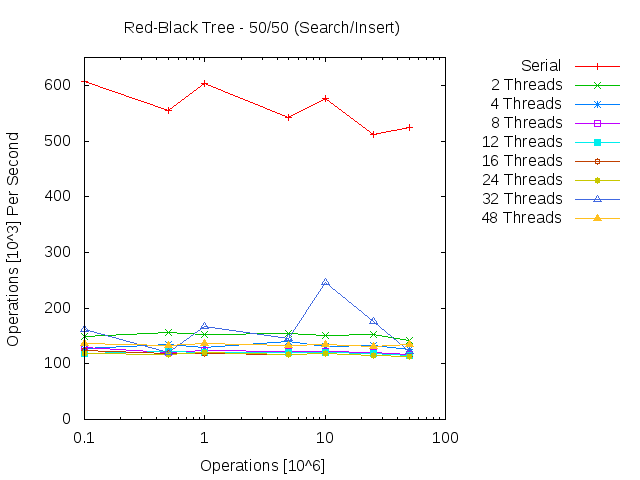 Red-Black Tree - 50/50 (Search/Insert)
Serial
2 Threads
4 Threads
8 Threads
12 Threads
16 Threads
24 Threads
32 Threads
48 Threads
Operations [10^3] Per Second
600
500
400
300
200
100
0
0.1 1 10 100
Operations [10^6]